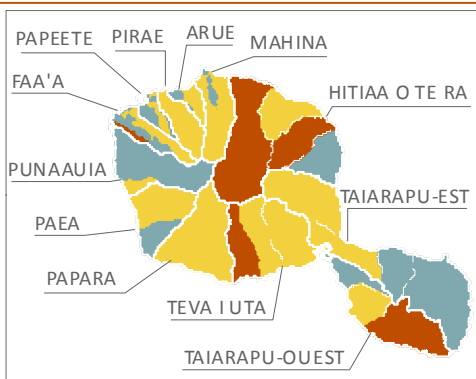 PAPEETE
PIRAE
ARUE
MAHINA
FAA'A
HITIAA O TE RA
PUNAAUIA
TAIARAPU-EST
PAEA
PAPARA
TEVA I UTA
TAIARAPU-OUEST